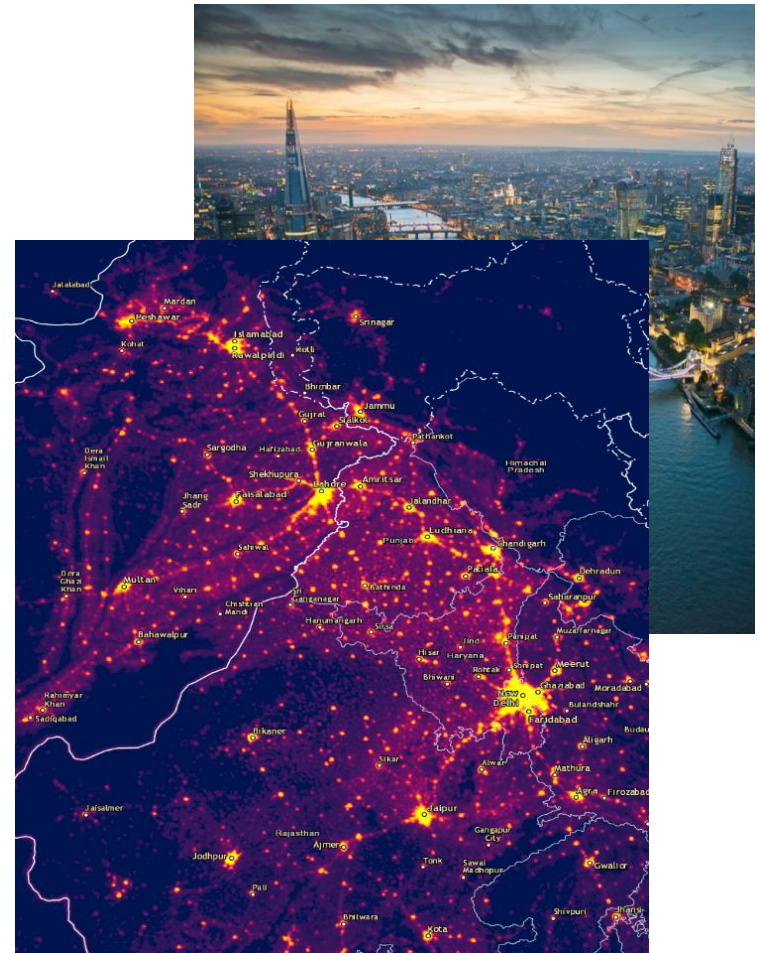 Jalalabad
Mardan
Peshawar
Kohat
Islamabad
Rawalpindi
Kotli
Srinagar
Bhimbar
Gujrat
Jammu
Sialkot
Pathankot
Gujranwala
Sargodha
Hafizabad
Himachal
Pradesh
Dera
Ismail
Khan
Sheikhupura
Lahore
Amritsar
Jhang
Sadr
Faisalabad
Jalandhar
Ludhiana
Punjab
Chandigarh
Sahiwal
Dera
Ghazi
Khan
Multan
Vihari
Patiala
Dehradun
Bathinda
Saharanpur
Sri
Ganganagar
Chishtian
Mandi
Hanumangarh
Sirsa
Bahawalpur
Muzaffarnagar
Jind
Panipat
Hisar
Haryana
Rohtak
Sonipat
Meerut
Bhiwani
New
Delhi
Ghaziabad
Moradabad
Rahimyar
Khan
Sadiqabad
Bulandshahr
Faridabad
Budau
Bikaner
Aligarh
Sikar
Alwar
Mathura
Agra
Firozabad
Jaisalmer
Jaipur
Rajasthan
Gangapur
City
Ajmer
Jodhpur
Tonk
Sawai
Madhopur
Gwalior
Pali
Bhilwara
Shivpuri
Jhansi
Kota